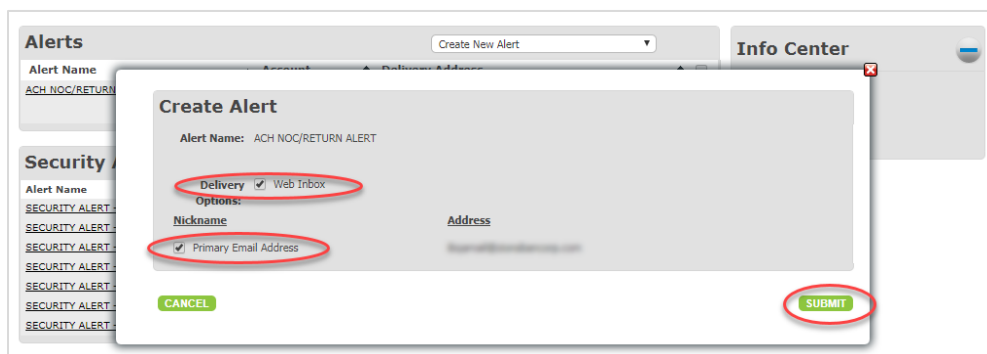 Alerts
Create New Alert
Info Center
Alert Name
Account
Delivery Address
ACH NOC/RETURN
Create Alert
Alert Name: ACH NOC/RETURN ALERT
Security
Delivery Web Inbox
Options:
Alert Name
Nickname Address
SECURITY ALERT -
SECURITY ALERT -
SECURITY ALERT -
Primary Email Address
SECURITY ALERT -
SECURITY ALERT -
SECURITY ALERT -
SECURITY ALERT -
CANCEL SUBMIT